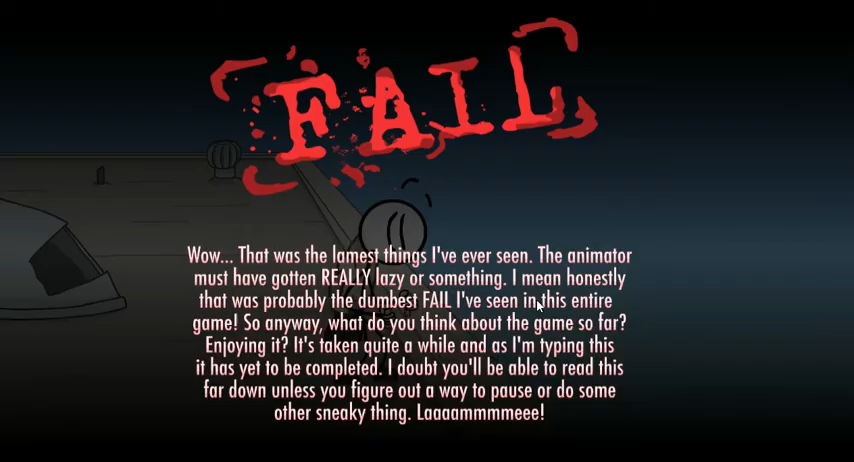 FAIL
Wow... That was the lamest things I've ever seen. The animator
must have gotten REALLY lazy or something. I mean honestly
that was probably the dumbest FAIL I've seen in this entire
game! So anyway, what do you think about the game so far?
Enjoying it? It's taken quite a while and as I'm typing this
it has yet to be completed. I doubt you'll be able to read this
far down unless you figure out a way to pause or do some
other sneaky thing. Laaaammmmeee!